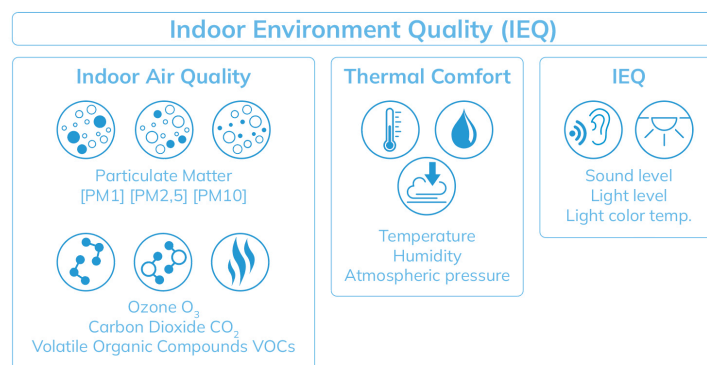 Indoor Environment Quality (IEQ)
Indoor Air Quality
Particulate Matter
[PM1] [PM2,5] [PM10]
Ozone O₃
Carbon Dioxide CO₂
Volatile Organic Compounds VOCs
Thermal Comfort
Temperature
Humidity
Atmospheric pressure
IEQ
Sound level
Light level
Light color temp.